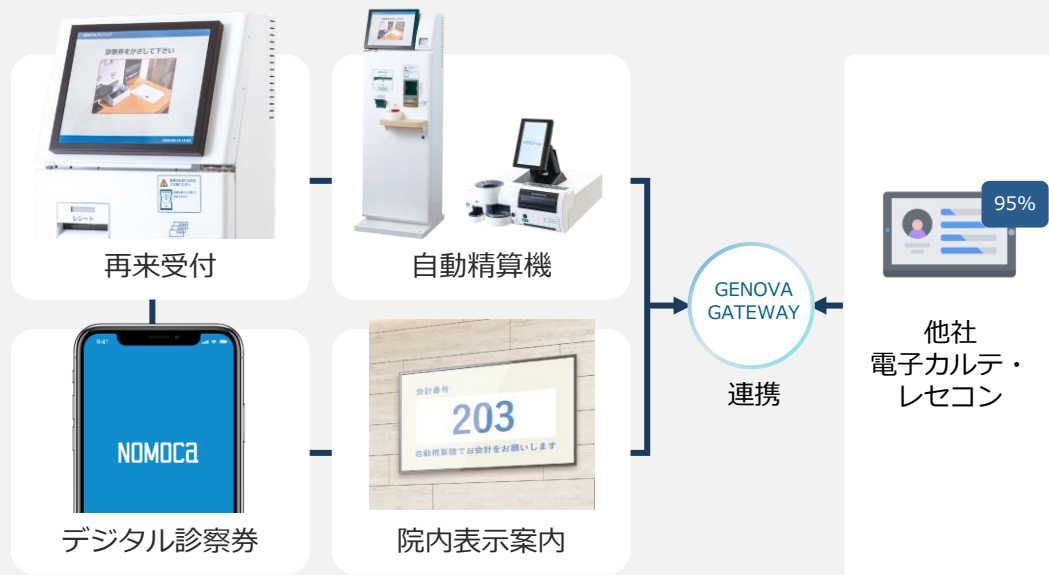 診察券をかざして下さい
レシート
再来受付
自動精算機
9:41
NOMOCa
デジタル診察券
会計番号
203
自動精算機でお会計をお願いします
院内表示案内
GENOVA
GATEWAY
連携
95%
他社
電子カルテ・
レセコン